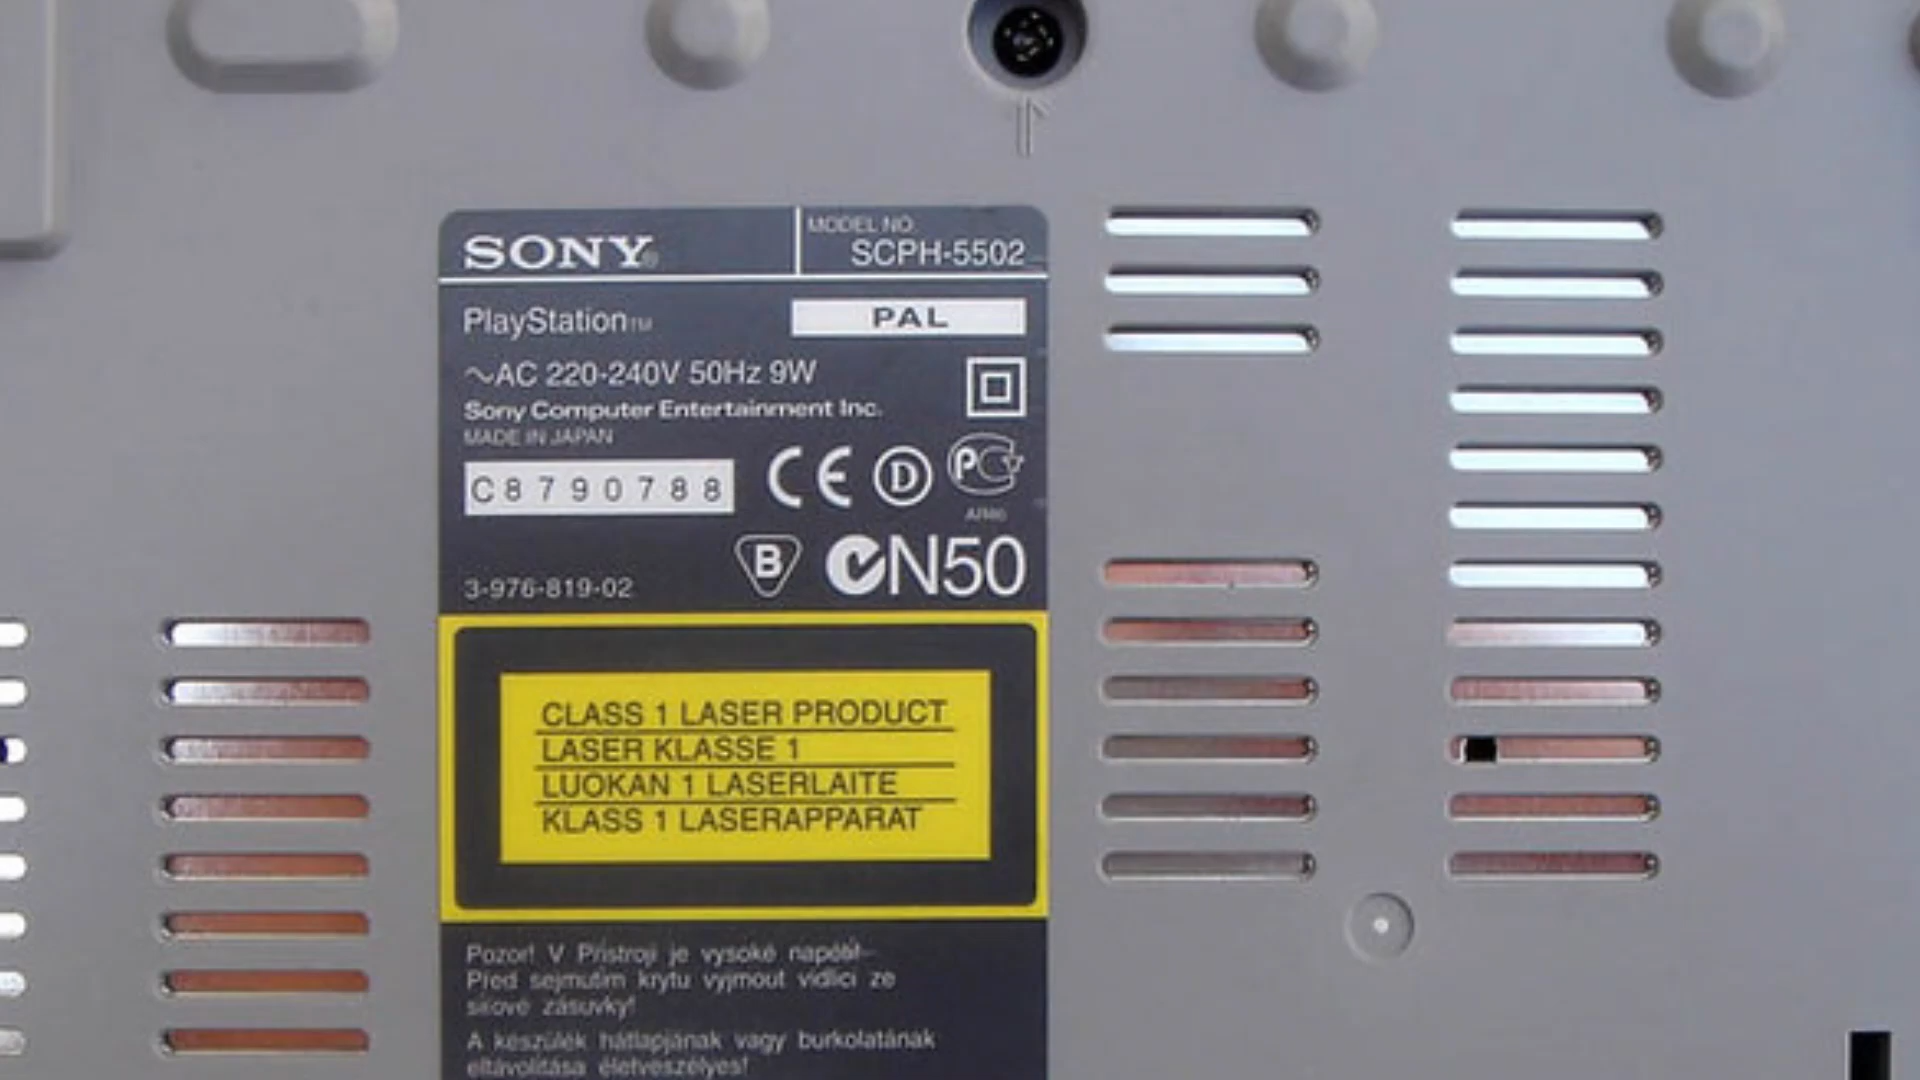 SONY®
MODEL NO.
SCPH-5502
PlayStation™
PAL
~AC 220-240V 50Hz 9W
Sony Computer Entertainment Inc.
MADE IN JAPAN
C8790788
CE D PCT
B N50
3-976-819-02
CLASS 1 LASER PRODUCT
LASER KLASSE 1
LUOKAN 1 LASERLAITE
KLASS 1 LASERAPPARAT
Pozor! V Přístroji je vysoké napětí!
Před sejmutím krytu vyjmout vidlici ze
síťové zásuvky!
A készülék hátlapjának vagy burkolatának
eltávolítása életveszélyes!